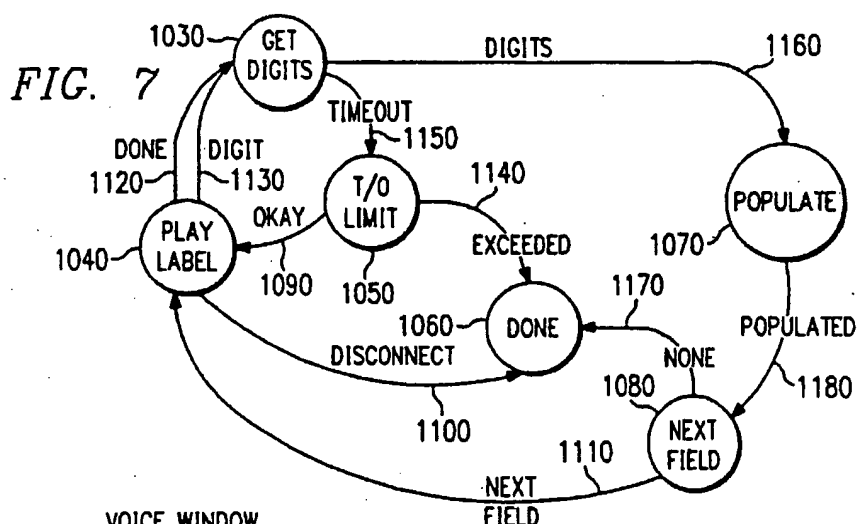 FIG. 7
1030
GET
DIGITS
DIGITS
1160
TIMEOUT
1150
DONE
1120
DIGIT
1130
T/O
LIMIT
1050
1140
EXCEEDED
OKAY
1090
PLAY
LABEL
1040
POPULATE
1070
1060
DONE
1170
NONE
POPULATED
1180
DISCONNECT
1100
1080
NEXT
FIELD
1110
NEXT
FIELD
VOICE WINDOW